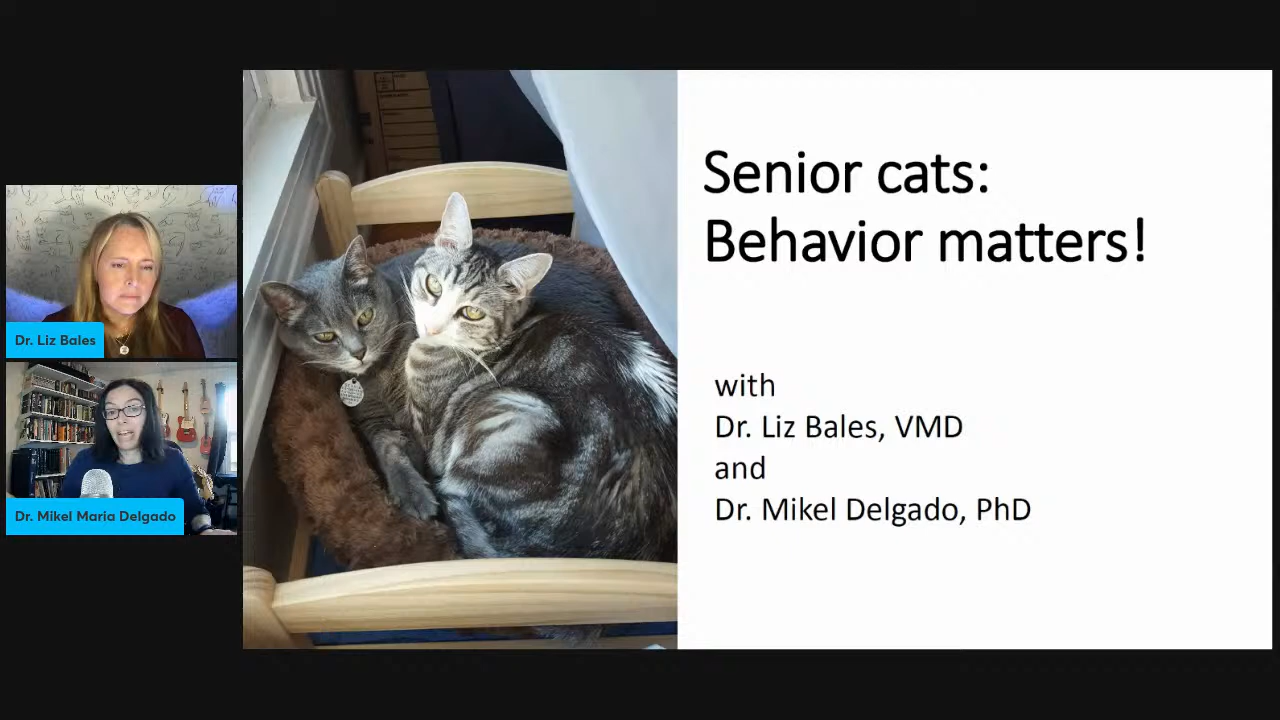 Dr. Liz Bales
Dr. Mikel Maria Delgado
Senior cats:
Behavior matters!
with
Dr. Liz Bales, VMD
and
Dr. Mikel Delgado, PhD